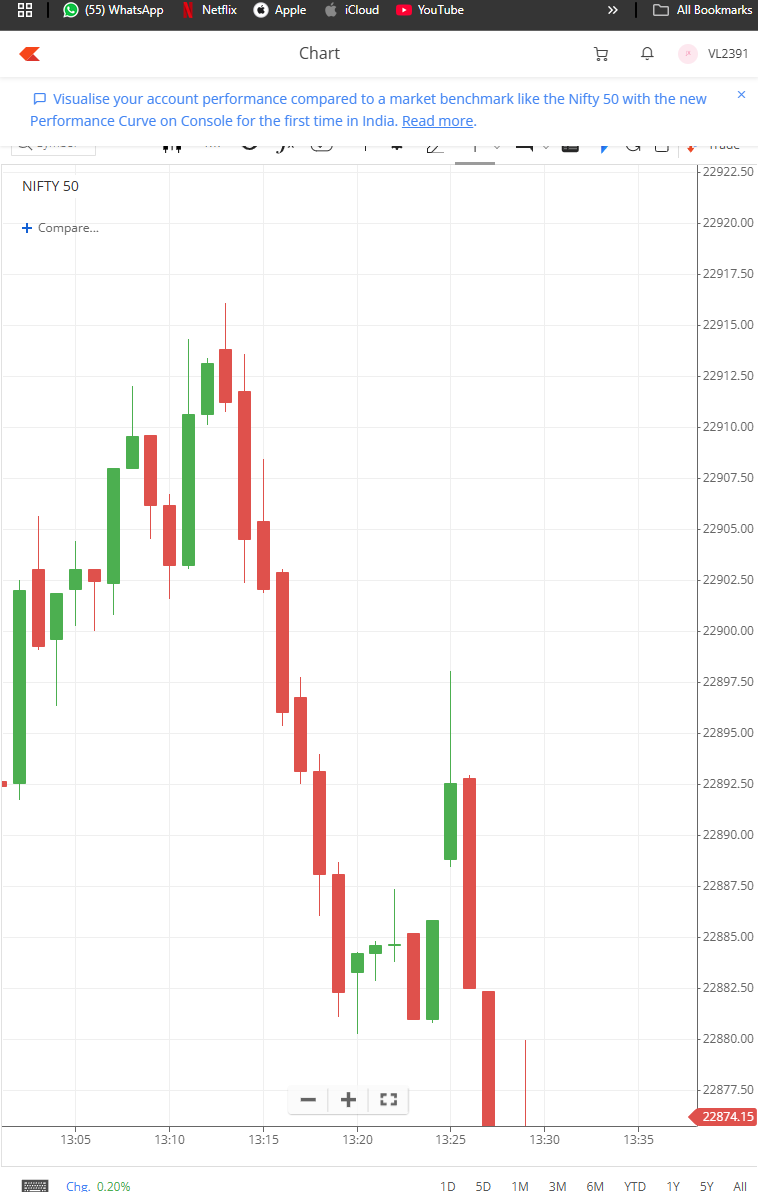 (55) WhatsApp Netflix Apple iCloud YouTube » All Bookmarks
Chart VL2391
Visualise your account performance compared to a market benchmark like the Nifty 50 with the new
Performance Curve on Console for the first time in India. Read more.
NIFTY 50
+ Compare...
22922.50
22920.00
22917.50
22915.00
22912.50
22910.00
22907.50
22905.00
22902.50
22900.00
22897.50
22895.00
22892.50
22890.00
22887.50
22885.00
22882.50
22880.00
22877.50
22874.15
13:05 13:10 13:15 13:20 13:25 13:30 13:35
Chg. 0.20% 1D 5D 1M 3M 6M YTD 1Y 5Y All